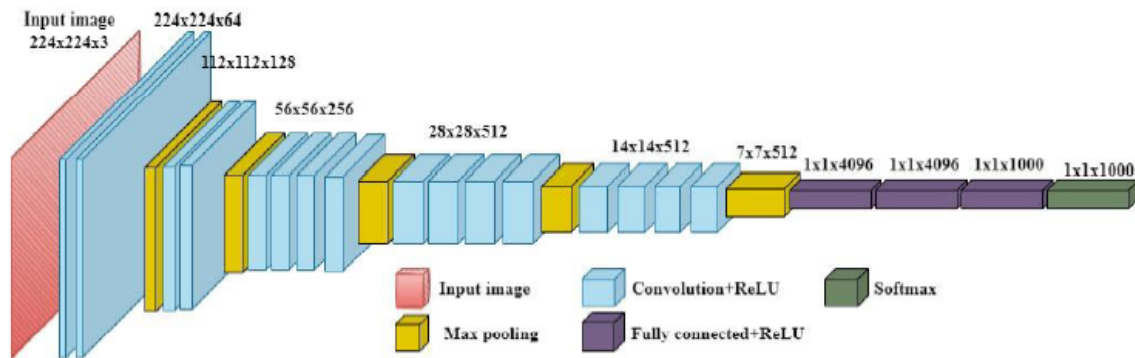 Input image
224x224x3
224x224x64
112x112x128
56x56x256
28x28x512
14x14x512
7x7x512
1x1x4096
1x1x4096
1x1x1000
1x1x1000
Input image
Convolution+ReLU
Softmax
Max pooling
Fully connected+ReLU